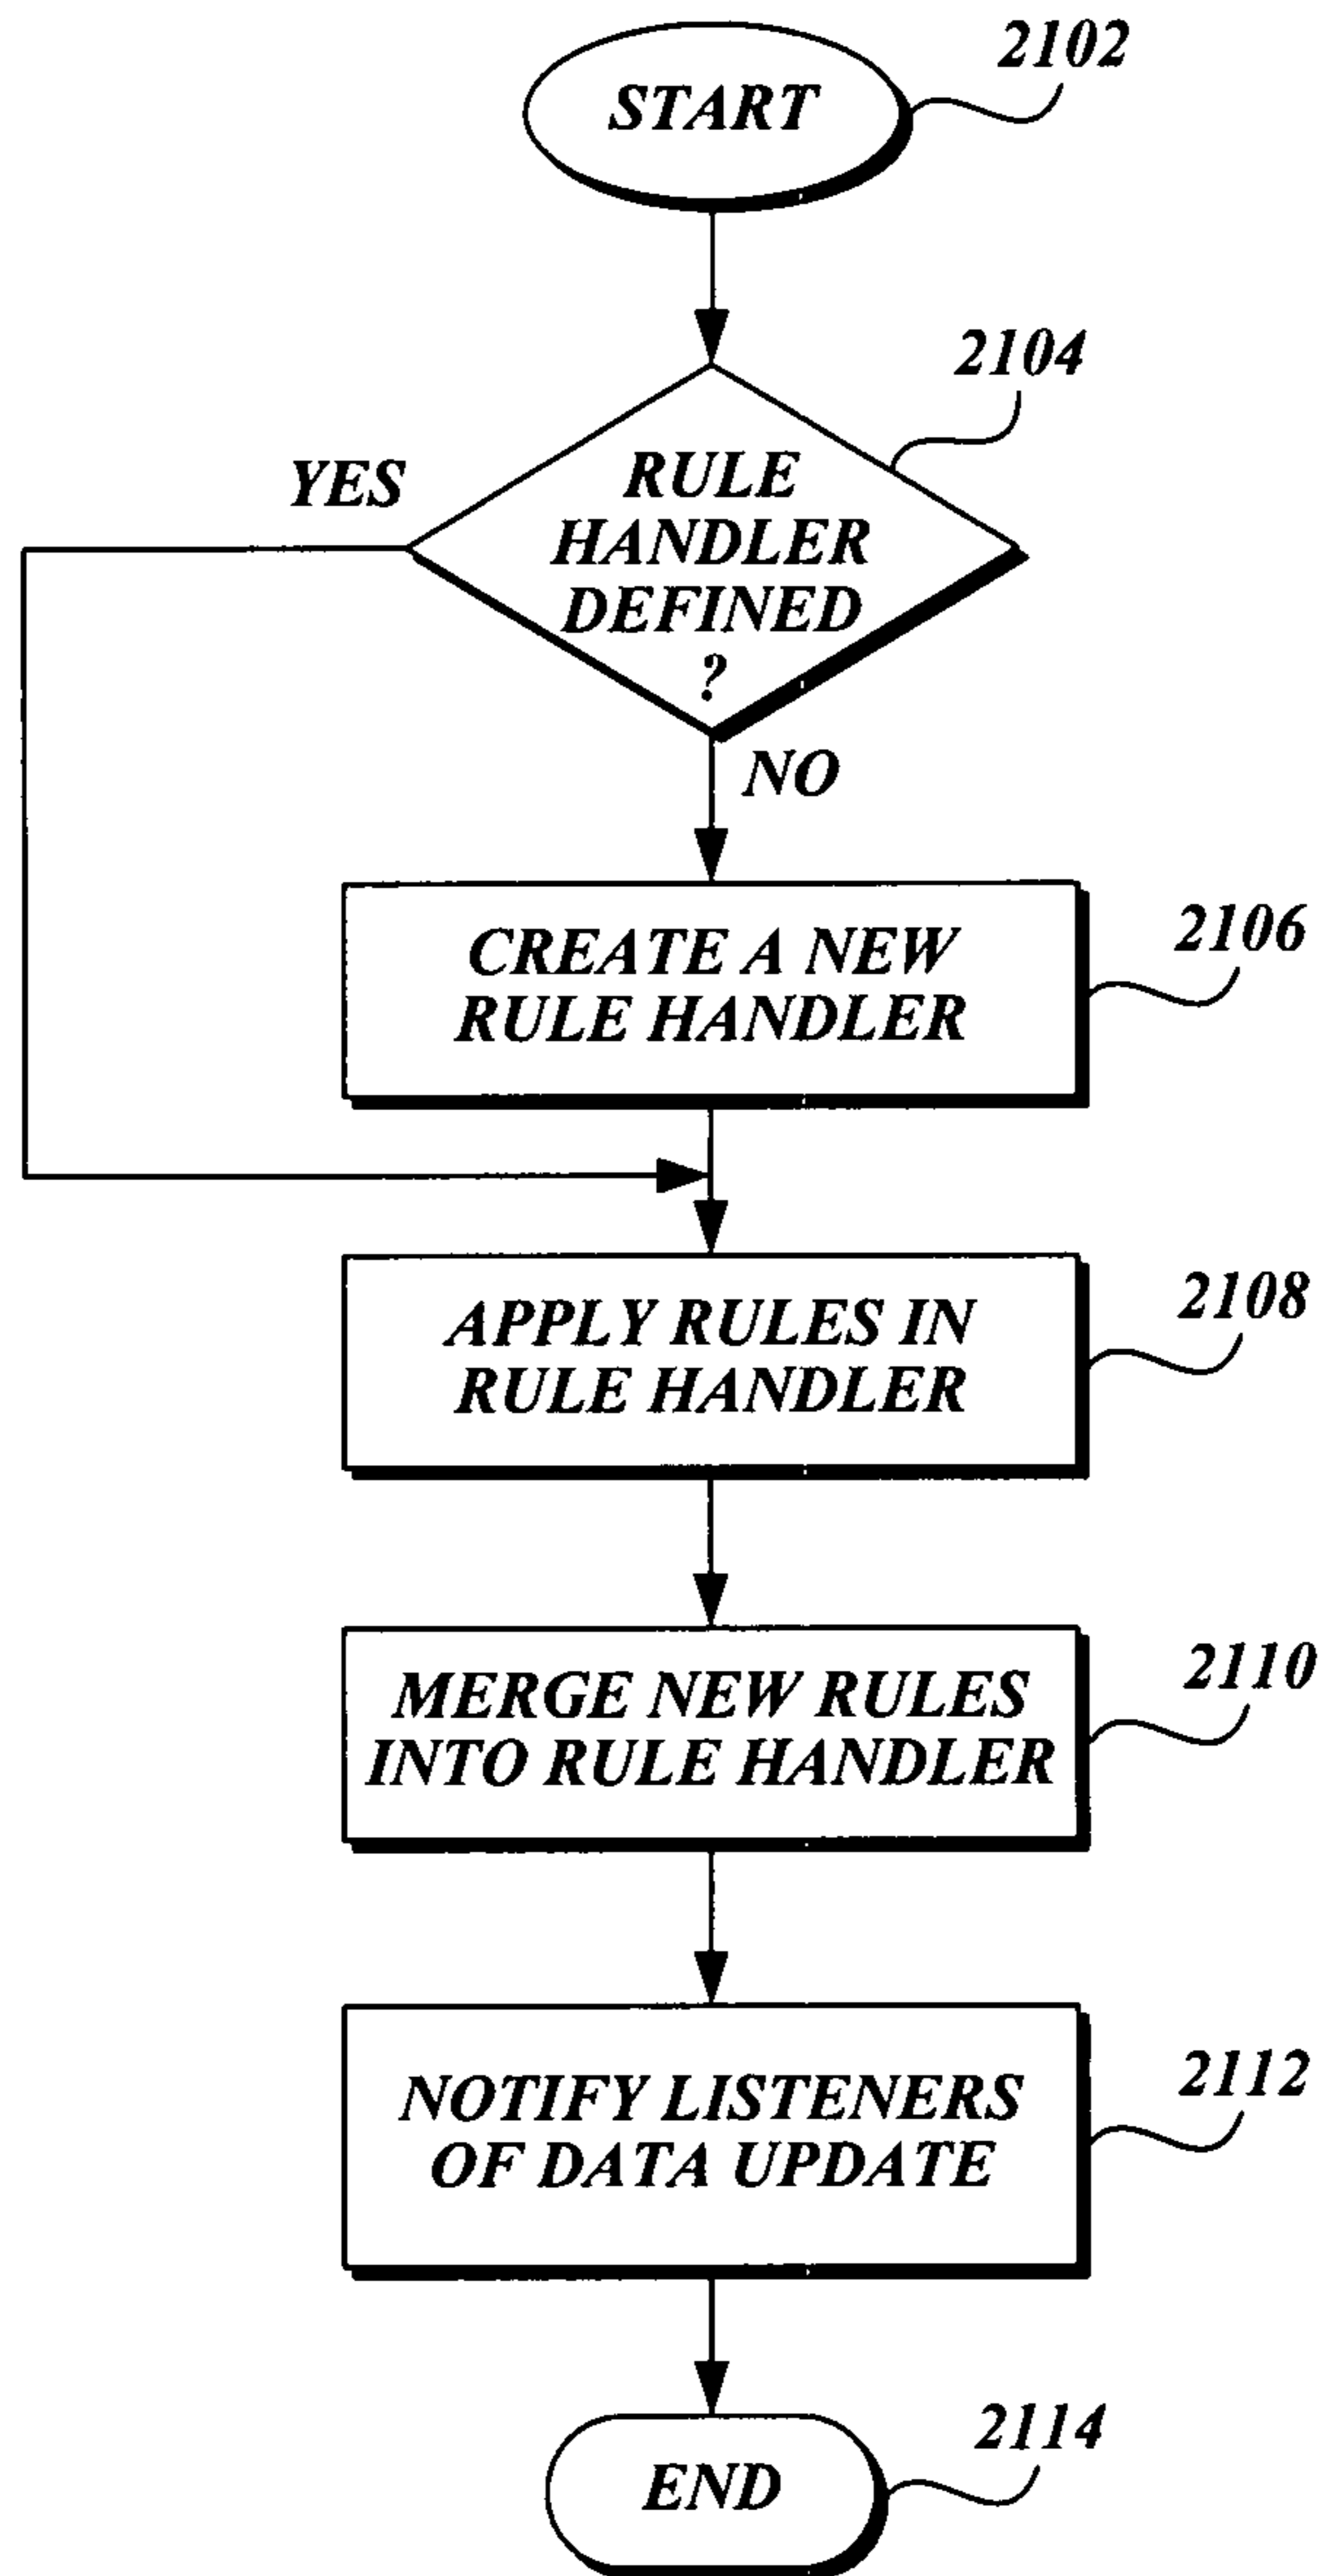 START
2102
2104
YES
RULE
HANDLER
DEFINED
?
NO
CREATE A NEW
RULE HANDLER
2106
APPLY RULES IN
RULE HANDLER
2108
MERGE NEW RULES
INTO RULE HANDLER
2110
NOTIFY LISTENERS
OF DATA UPDATE
2112
END
2114